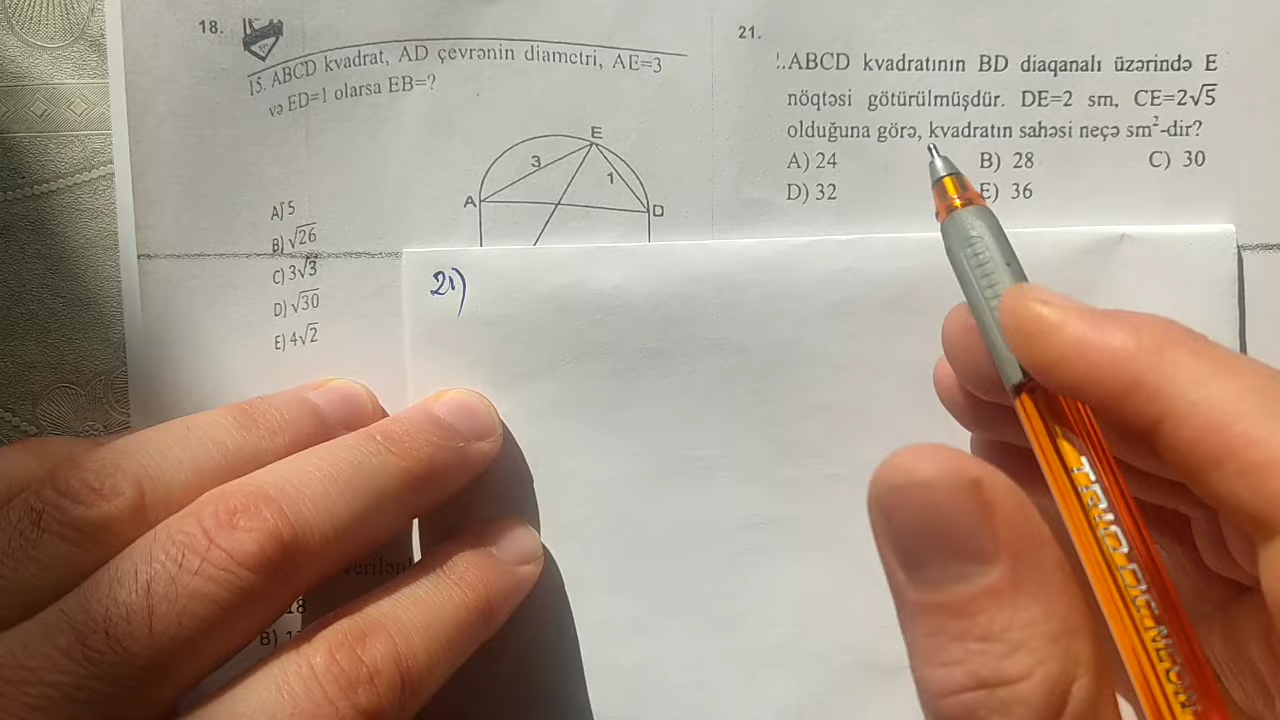 18.
15. ABCD kvadrat, AD çevrənin diametri, AE=3
və ED=1 olarsa EB=?
E
3
1
A
D
A) 5
B) √26
C) 3√3
D) √30
E) 4√2
21.
!.ABCD kvadratının BD diaqanalı üzərində E
nöqtəsi götürülmüşdür. DE=2 sm, CE=2√5
olduğuna görə, kvadratın sahəsi neçə sm²-dir?
A) 24 B) 28 C) 30
D) 32 E) 36
21)
18
B)